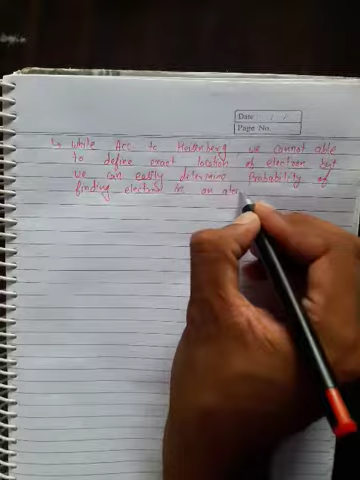 Date / /
Page No.
↳ while Acc to Heisenberg we cannot able
to define exact location of electron but
we can easily determine Probability of
finding electron in an ato